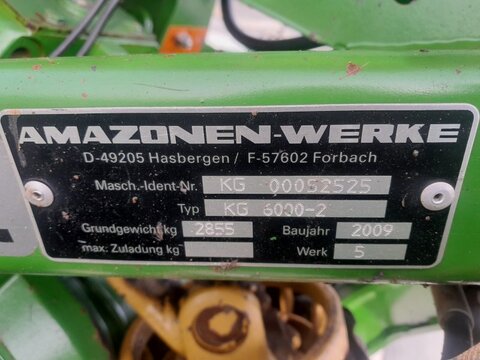 AMAZONEN-WERKE
D-49205 Hasbergen / F-57602 Forbach
Masch.-Ident-Nr. KG 00052525
Typ KG 6000-2
Grundgewicht kg 2855 Baujahr 2009
max. Zuladung kg Werk 5